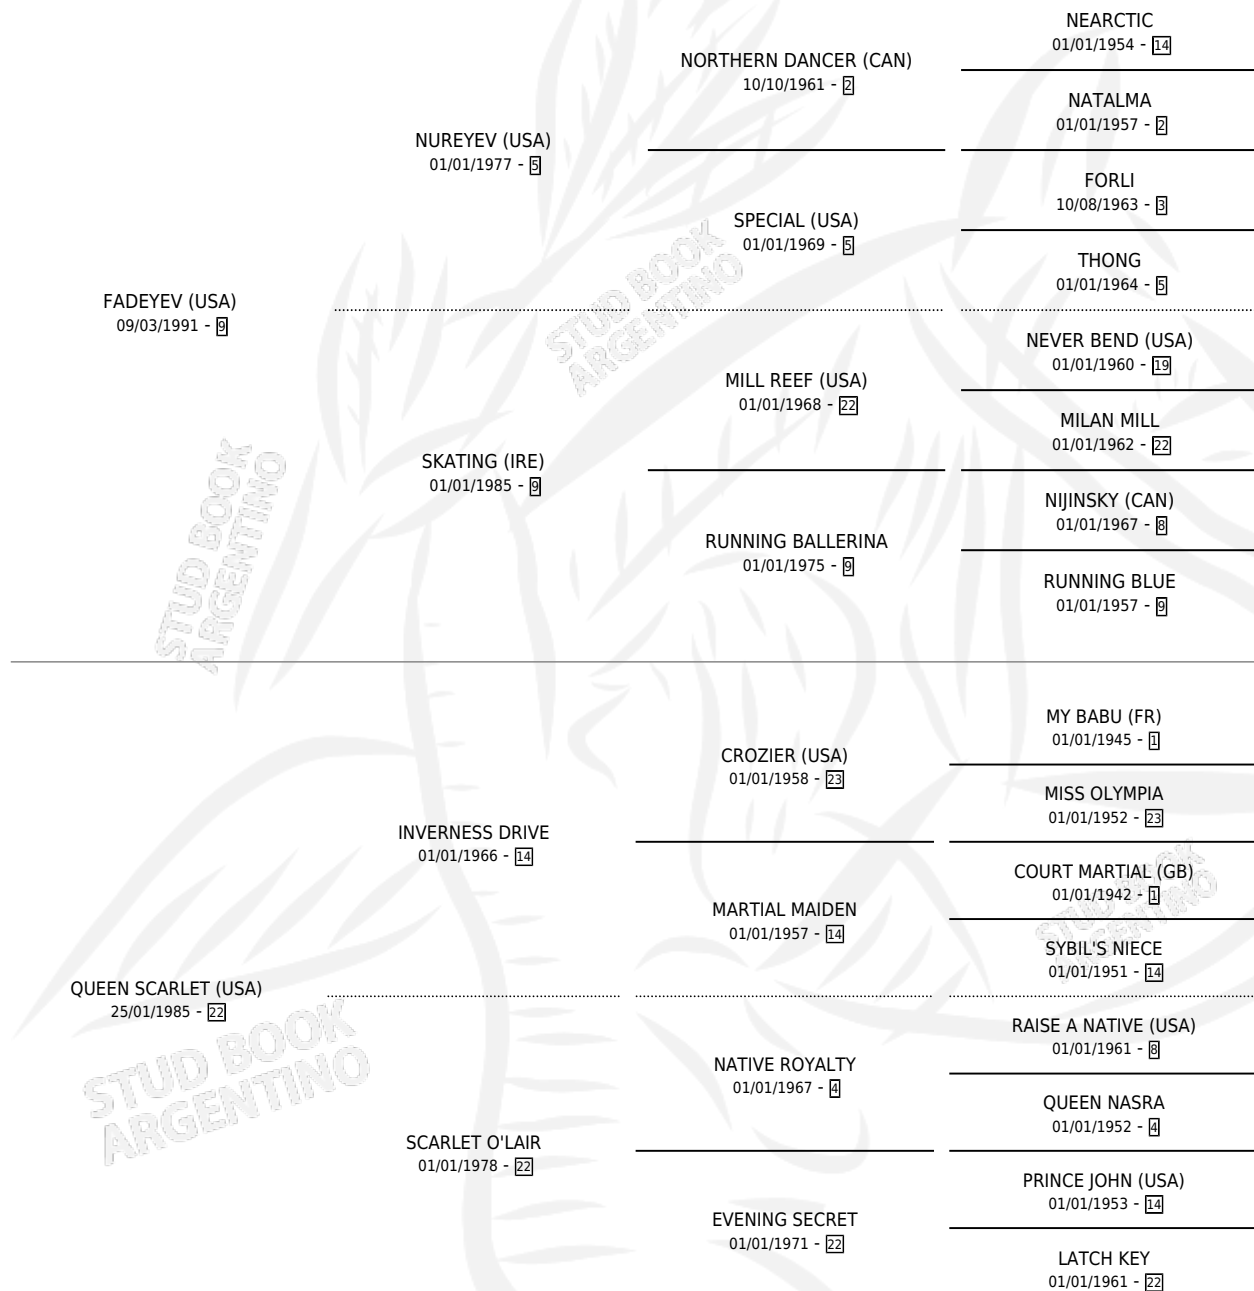 NEARCTIC
01/01/1954 - 14
NORTHERN DANCER (CAN)
10/10/1961 - 2
NATALMA
01/01/1957 - 2
NUREYEV (USA)
01/01/1977 - 5
FORLI
10/08/1963 - 3
SPECIAL (USA)
01/01/1969 - 5
THONG
01/01/1964 - 5
FADEYEV (USA)
09/03/1991 - 9
NEVER BEND (USA)
01/01/1960 - 19
MILL REEF (USA)
01/01/1968 - 22
MILAN MILL
01/01/1962 - 22
SKATING (IRE)
01/01/1985 - 9
NIJINSKY (CAN)
01/01/1967 - 8
RUNNING BALLERINA
01/01/1975 - 9
RUNNING BLUE
01/01/1957 - 9
MY BABU (FR)
01/01/1945 - 1
CROZIER (USA)
01/01/1958 - 23
MISS OLYMPIA
01/01/1952 - 23
INVERNESS DRIVE
01/01/1966 - 14
COURT MARTIAL (GB)
01/01/1942 - 1
MARTIAL MAIDEN
01/01/1957 - 14
SYBIL'S NIECE
01/01/1951 - 14
QUEEN SCARLET (USA)
25/01/1985 - 22
RAISE A NATIVE (USA)
01/01/1961 - 8
NATIVE ROYALTY
01/01/1967 - 4
QUEEN NASRA
01/01/1952 - 4
SCARLET O'LAIR
01/01/1978 - 22
PRINCE JOHN (USA)
01/01/1953 - 14
EVENING SECRET
01/01/1971 - 22
LATCH KEY
01/01/1961 - 22
STUD BOOK
ARGENTINO
STUD BOOK
ARGENTINO
STUD BOOK
ARGENTINO
STUD BOOK
ARGENTINO